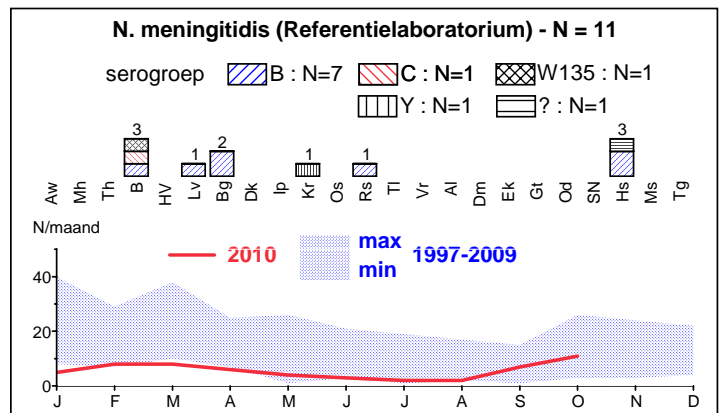 N. meningitidis (Referentielaboratorium) - N = 11
serogroep B : N=7 C : N=1 W135 : N=1
Y : N=1 ? : N=1
3 1 2 1 1 3
Aw Mh Th B HV Lv Bg Dk Ip Kr Os Rs Tl Vr Al Dm Ek Gt Od SN Hs Ms Tg
N/maand
2010 max 1997-2009
min
40
20
0
J F M A M J J A S O N D